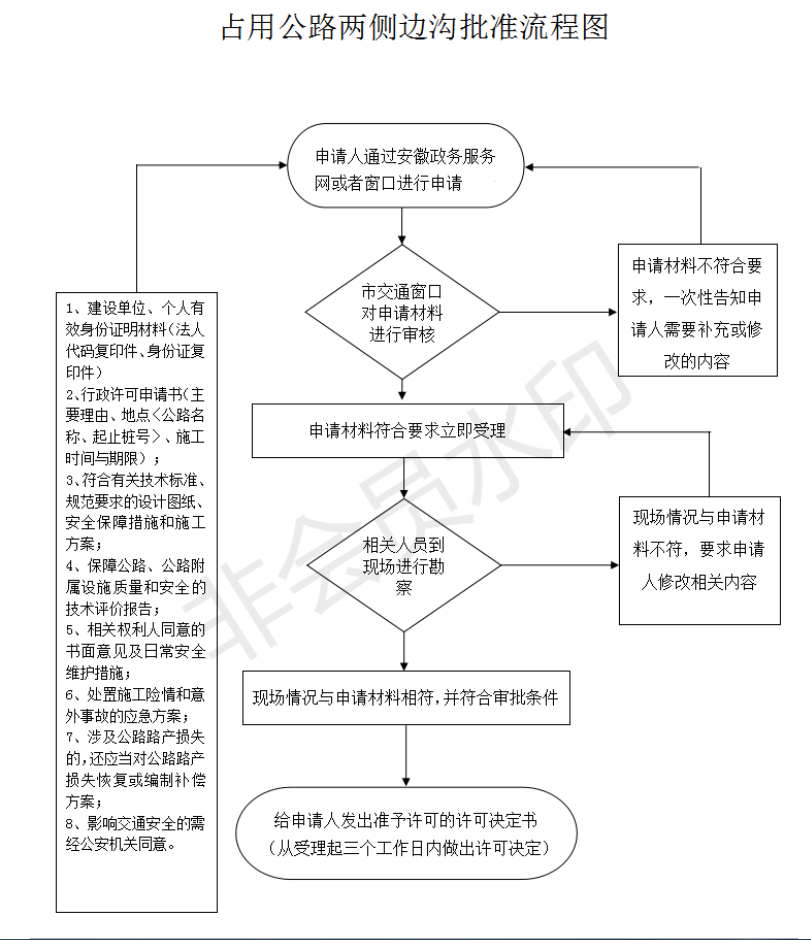 占用公路两侧边沟批准流程图
申请人通过安徽政务服务
网或者窗口进行申请
市交通窗口
对申请材料
进行审核
申请材料不符合要
求，一次性告知申
请人需要补充或修
改的内容
1、建设单位、个人有
效身份证明材料(法人
代码复印件、身份证复
印件)
2、行政许可申请书(主
要理由、地点〈公路名
称、起止桩号〉、施工
时间与期限)；
3、符合有关技术标准、
规范要求的设计图纸、
安全保障措施和施工
方案；
4、保障公路、公路附
属设施质量和安全的
技术评价报告；
5、相关权利人同意的
书面意见及日常安全
维护措施；
6、处置施工险情和意
外事故的应急方案；
7、涉及公路路产损失
的，还应当对公路路产
损失恢复或编制补偿
方案；
8、影响交通安全的需
经公安机关同意。
申请材料符合要求立即受理
相关人员到
现场进行勘
察
现场情况与申请材
料不符，要求申请
人修改相关内容
现场情况与申请材料相符，并符合审批条件
给申请人发出准予许可的许可决定书
（从受理起三个工作日内做出许可决定）
非会员水印